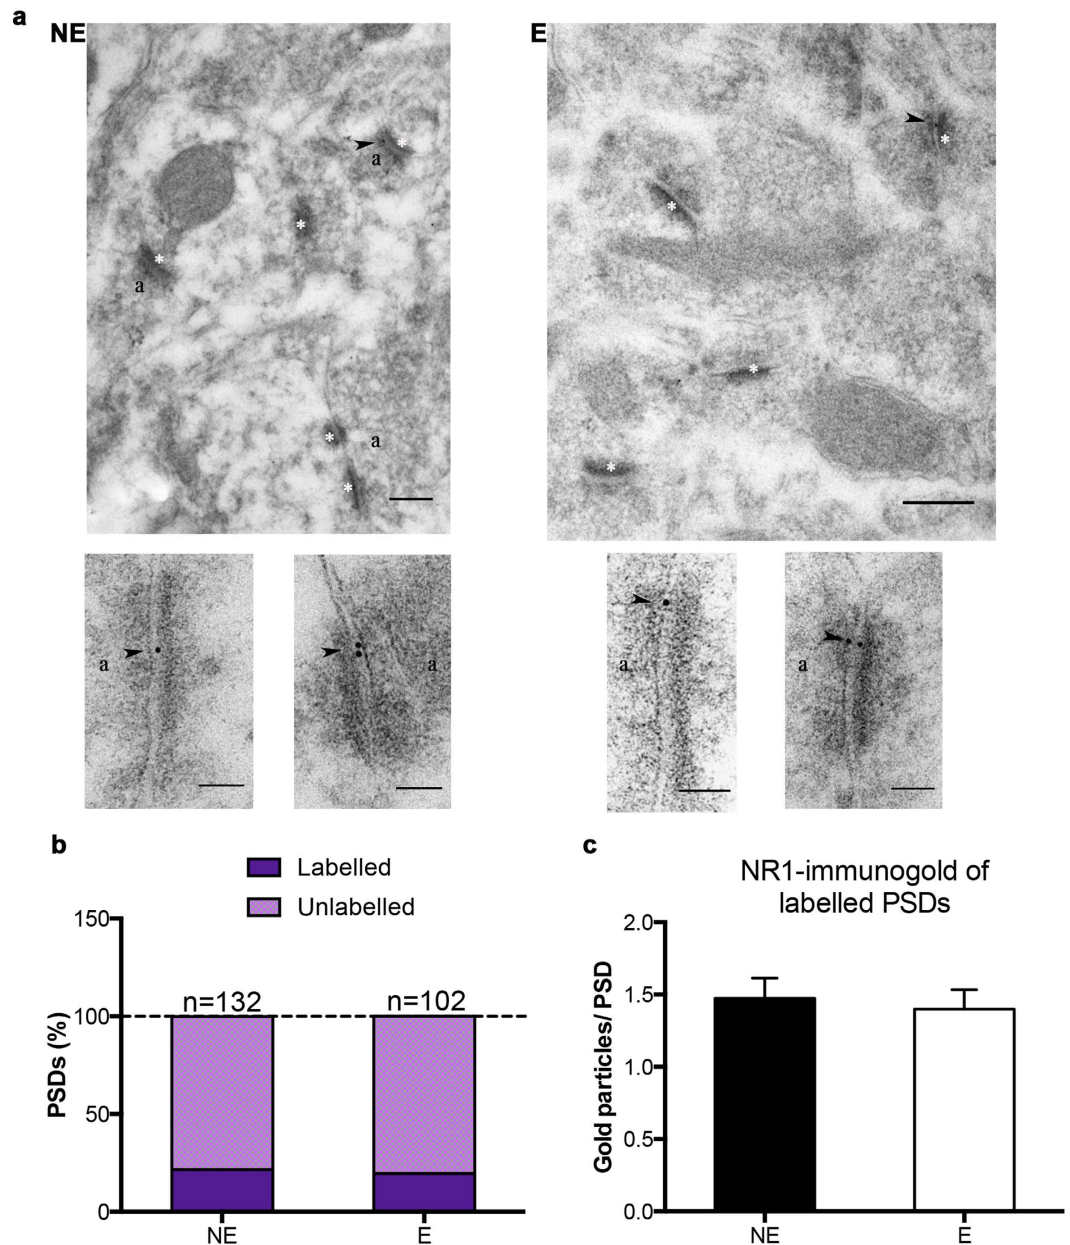 a
NE
E
*
a
*
*
*
a
*
*
a
*
*
*
*
a
a
a
a
b
c
Labelled
Unlabelled
NR1-immunogold of
labelled PSDs
PSDs (%)
150
100
50
0
n=132
n=102
NE
E
Gold particles/ PSD
2.0
1.5
1.0
0.5
0.0
NE
E